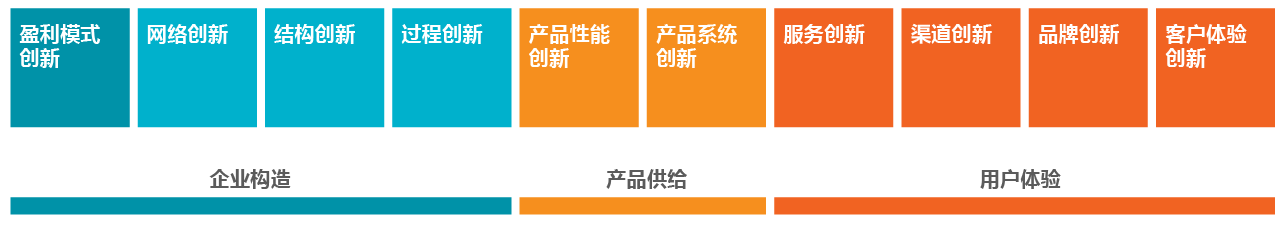 盈利模式
创新
网络创新
结构创新
过程创新
产品性能
创新
产品系统
创新
服务创新
渠道创新
品牌创新
客户体验
创新
企业构造
产品供给
用户体验